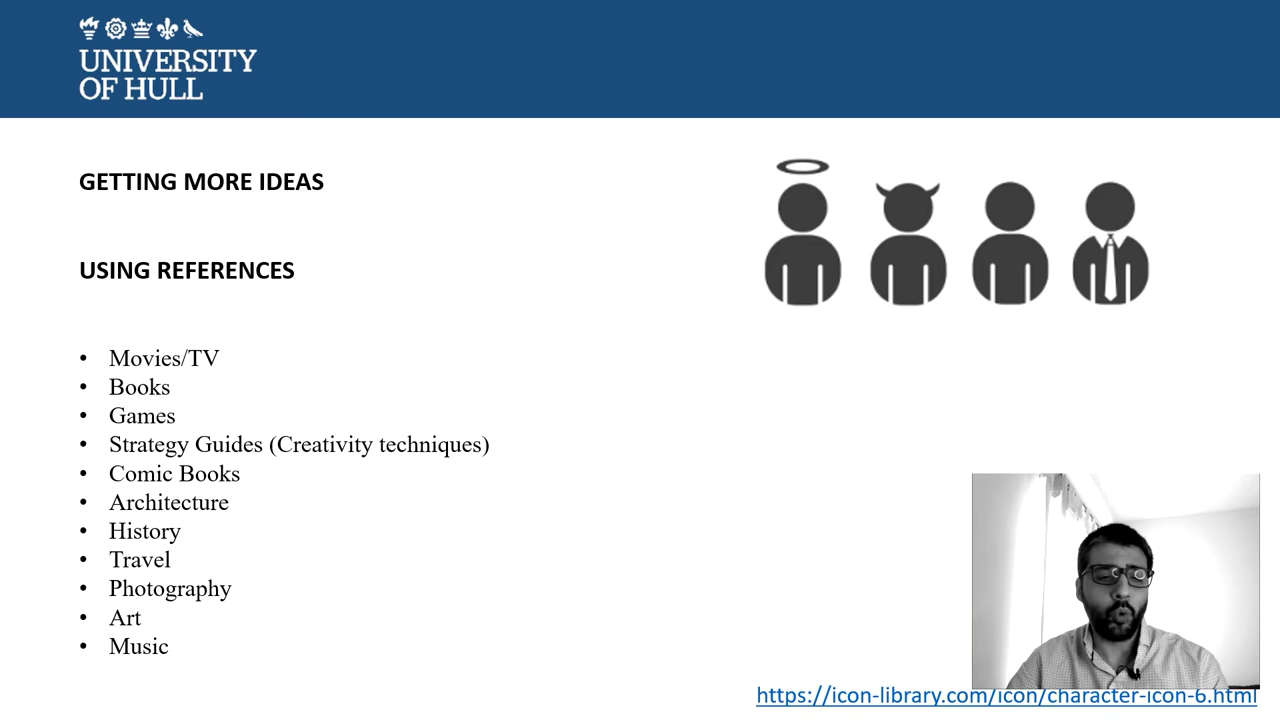 UNIVERSITY
OF HULL
GETTING MORE IDEAS
USING REFERENCES
• Movies/TV
• Books
• Games
• Strategy Guides (Creativity techniques)
• Comic Books
• Architecture
• History
• Travel
• Photography
• Art
• Music
https://icon-library.com/icon/character-icon-6.html